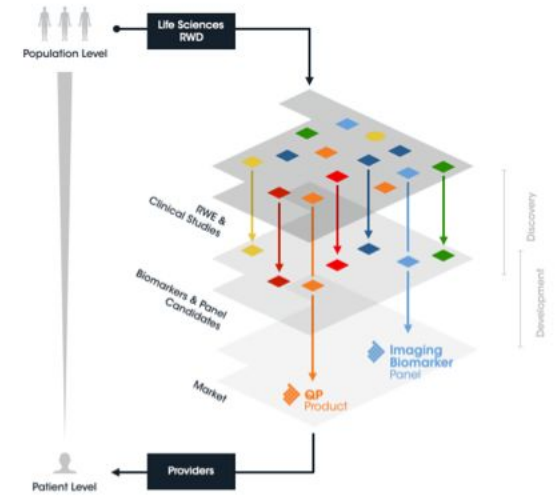 Life Sciences
RWD
Population Level
RWE &
Clinical Studies
Discovery
Biomarkers & Panel
Candidates
Development
Imaging
Biomarker
Panel
Market
QP
Product
Providers
Patient Level